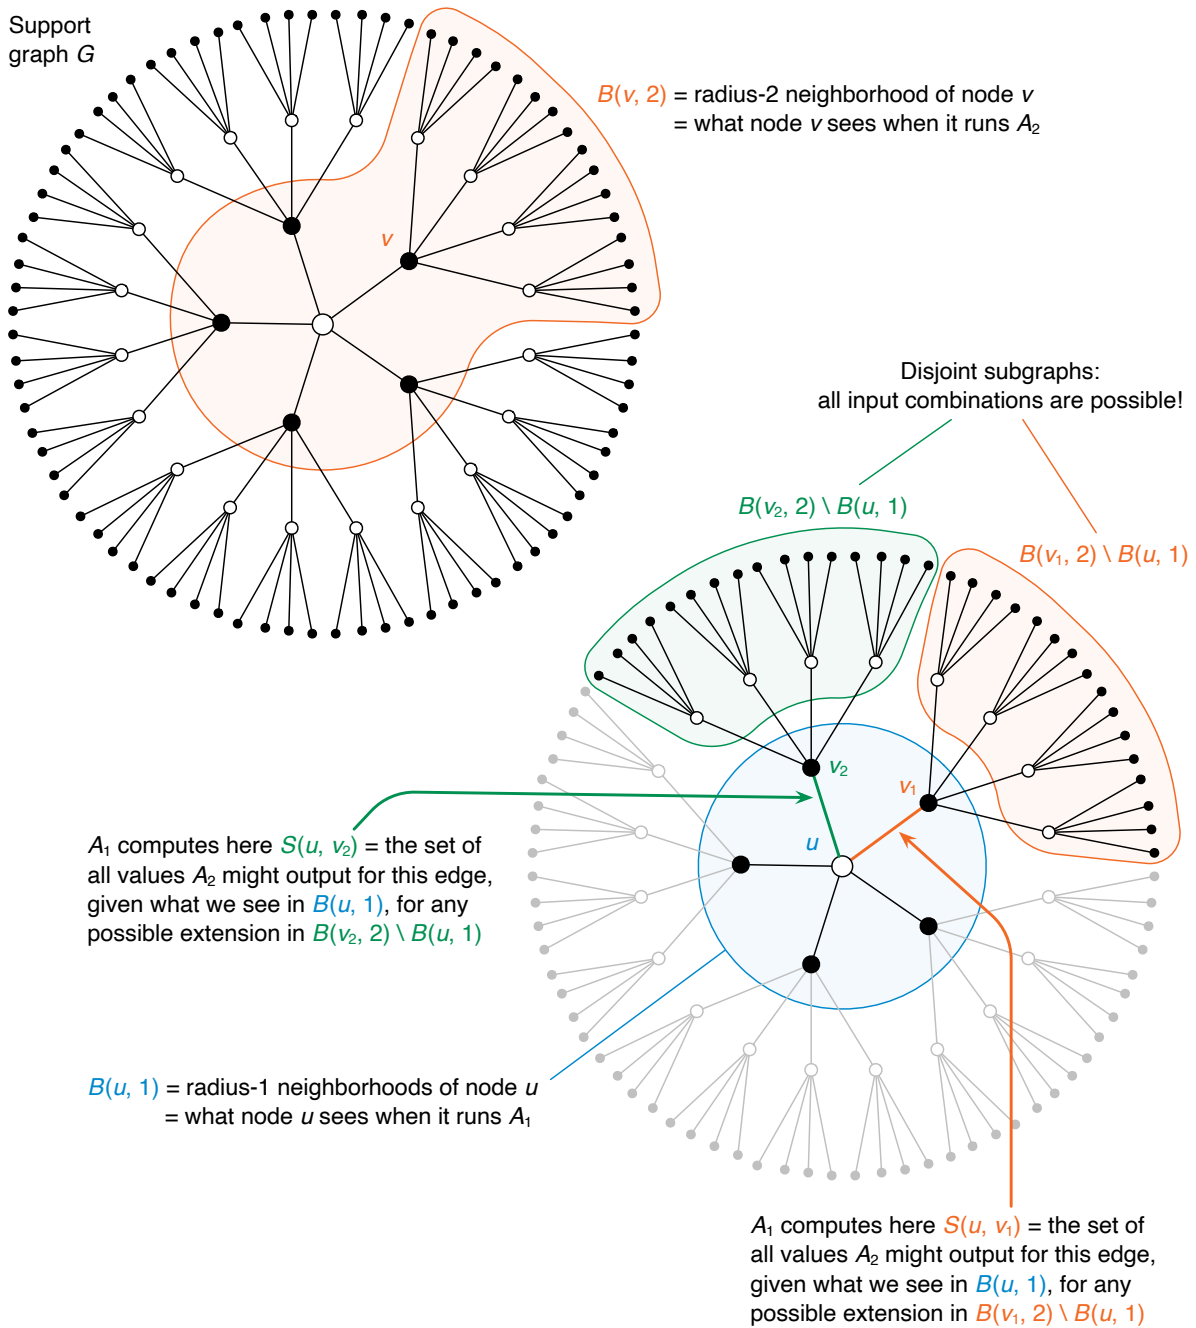 Support
graph G
B(v, 2) = radius-2 neighborhood of node v
= what node v sees when it runs A₂
v
Disjoint subgraphs:
all input combinations are possible!
B(v₂, 2) \ B(u, 1)
B(v₁, 2) \ B(u, 1)
v₂
v₁
u
A₁ computes here S(u, v₂) = the set of
all values A₂ might output for this edge,
given what we see in B(u, 1), for any
possible extension in B(v₂, 2) \ B(u, 1)
B(u, 1) = radius-1 neighborhoods of node u
= what node u sees when it runs A₁
A₁ computes here S(u, v₁) = the set of
all values A₂ might output for this edge,
given what we see in B(u, 1), for any
possible extension in B(v₁, 2) \ B(u, 1)